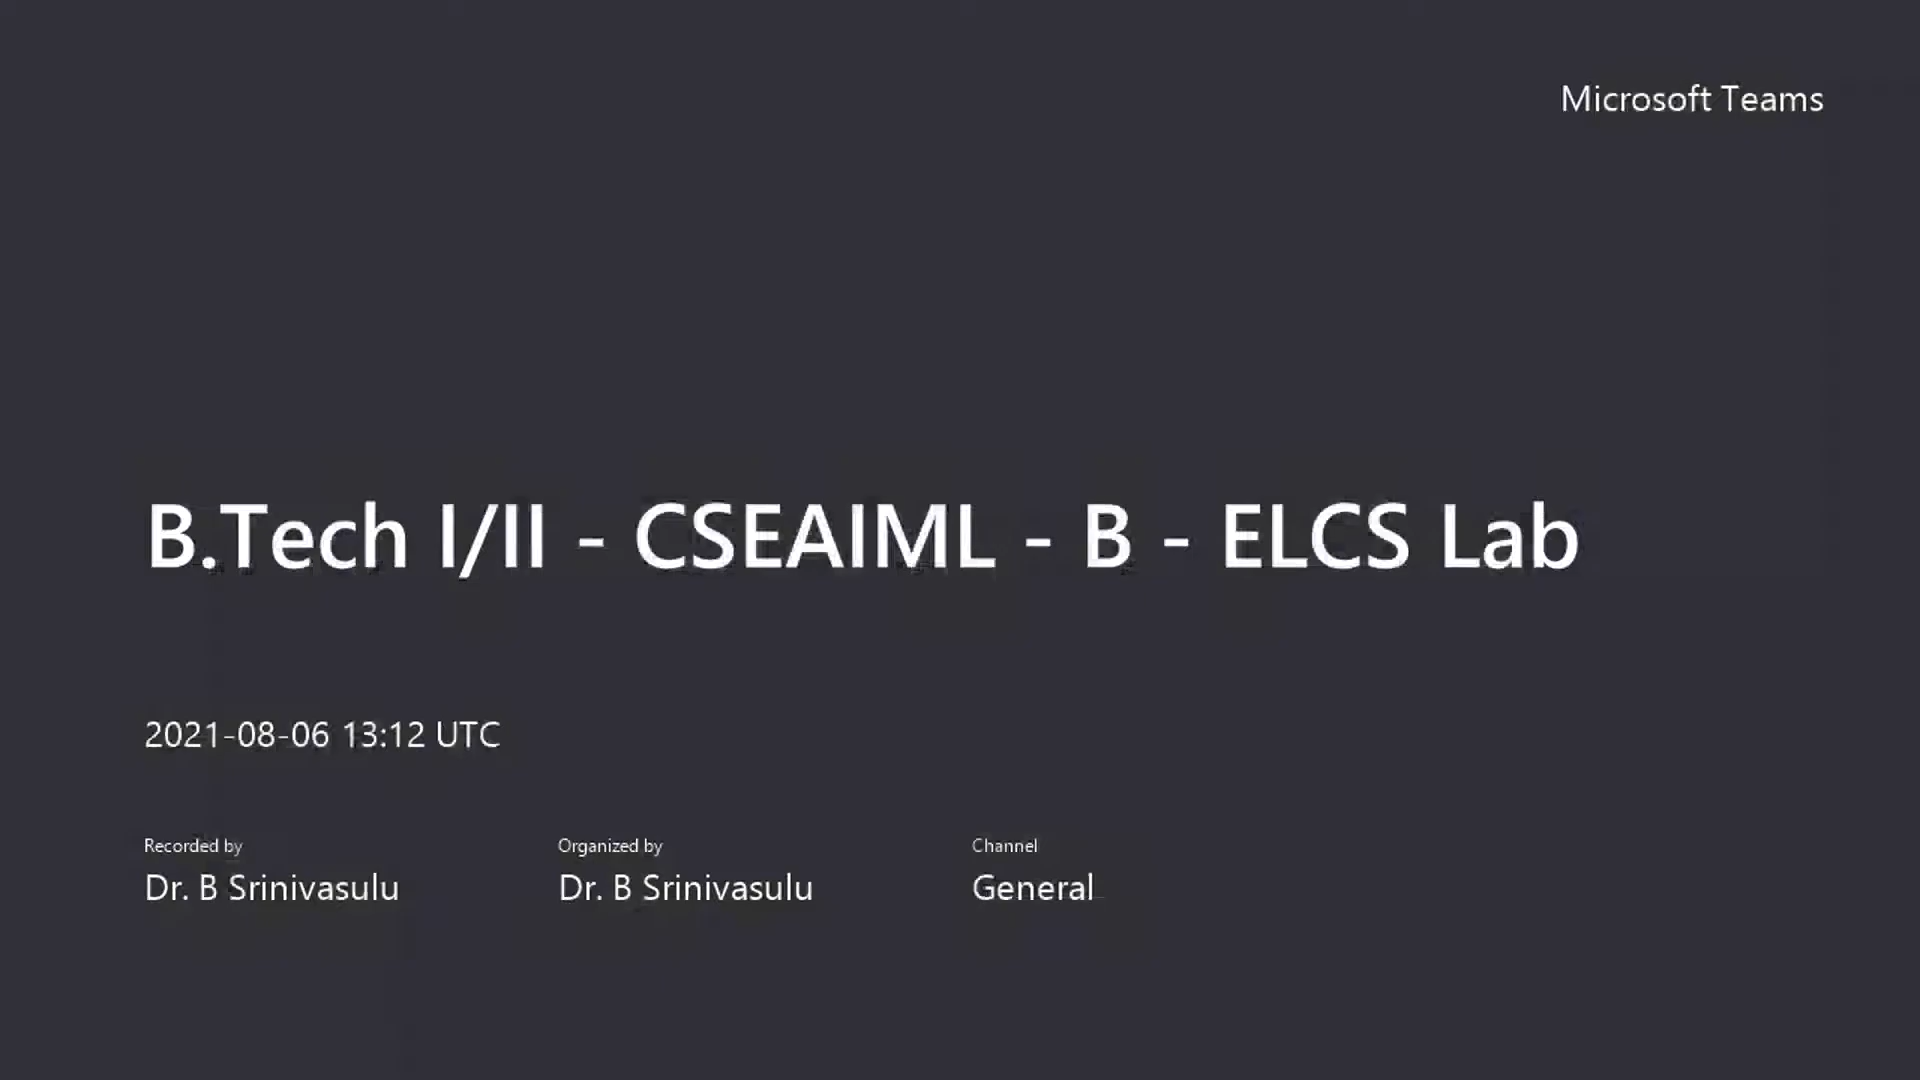 Microsoft Teams
B.Tech I/II - CSEAIML - B - ELCS Lab
2021-08-06 13:12 UTC
Recorded by
Dr. B Srinivasulu
Organized by
Dr. B Srinivasulu
Channel
General